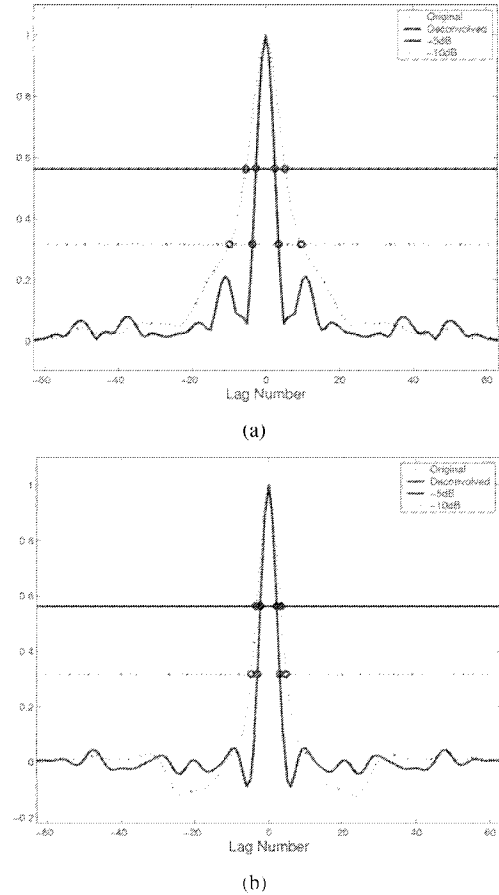 Original
Deconvolved
-5dB
-10dB
1
0.8
0.6
0.4
0.2
0
-60 -40 -20 0 20 40 60
Lag Number
(a)
Original
Deconvolved
-5dB
-10dB
1
0.8
0.6
0.4
0.2
0
-0.2
-60 -40 -20 0 20 40 60
Lag Number
(b)